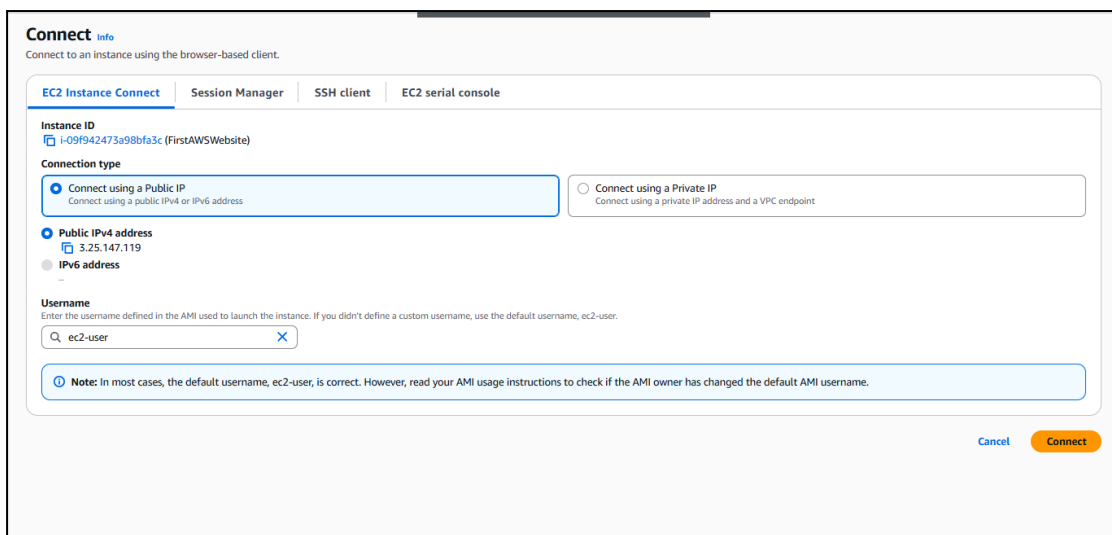 Connect Info
Connect to an instance using the browser-based client.
EC2 Instance Connect
Session Manager
SSH client
EC2 serial console
Instance ID
i-09f942473a98bfa3c (FirstAWSWebsite)
Connection type
Connect using a Public IP
Connect using a public IPv4 or IPv6 address
Connect using a Private IP
Connect using a private IP address and a VPC endpoint
Public IPv4 address
3.25.147.119
IPv6 address
–
Username
Enter the username defined in the AMI used to launch the instance. If you didn't define a custom username, use the default username, ec2-user.
ec2-user
Note: In most cases, the default username, ec2-user, is correct. However, read your AMI usage instructions to check if the AMI owner has changed the default AMI username.
Cancel
Connect